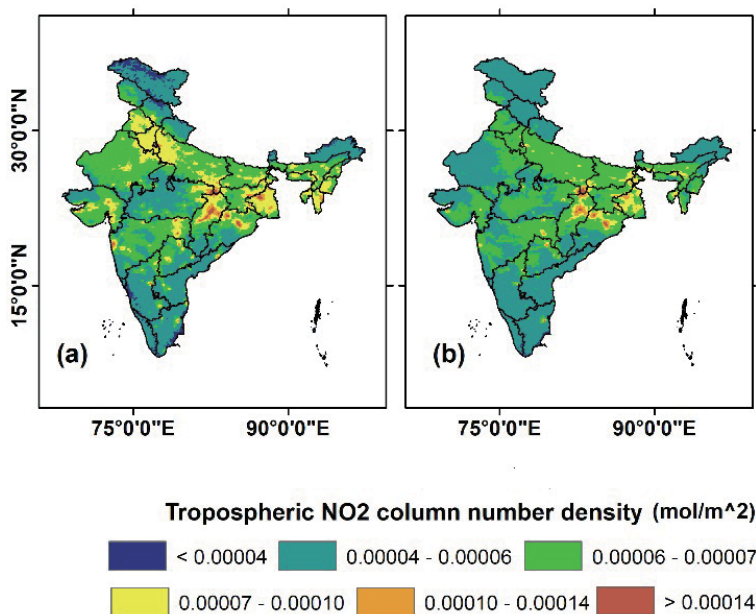 30°0'0"N
15°0'0"N
(a)
(b)
75°0'0"E 90°0'0"E 75°0'0"E 90°0'0"E
Tropospheric NO2 column number density (mol/m^2)
< 0.00004 0.00004 - 0.00006 0.00006 - 0.00007
0.00007 - 0.00010 0.00010 - 0.00014 > 0.00014